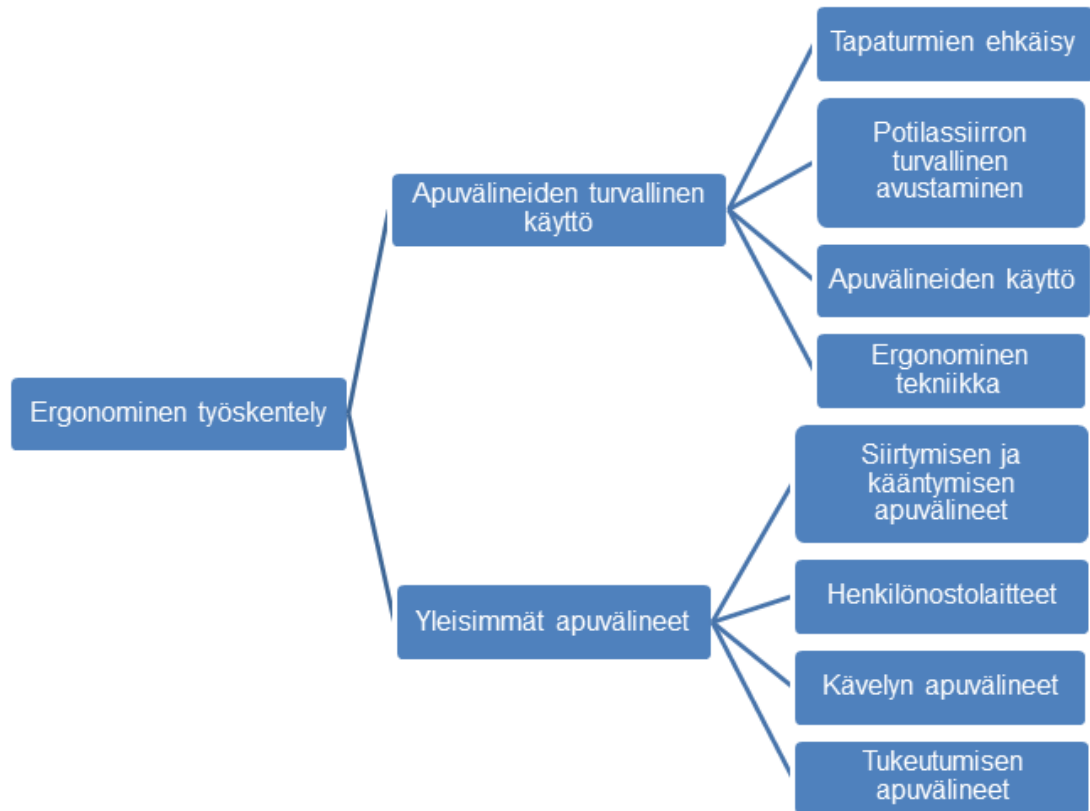 Tapaturmien ehkäisy
Potilassiirron
turvallinen
avustaminen
Apuvälineiden turvallinen
käyttö
Apuvälineiden käyttö
Ergonominen
tekniikka
Ergonominen työskentely
Siirtymisen ja
kääntymisen
apuvälineet
Henkilönostolaitteet
Yleisimmät apuvälineet
Kävelyn apuvälineet
Tukeutumisen
apuvälineet